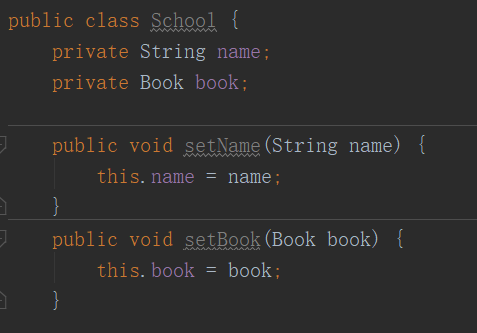 public class School {
private String name;
private Book book;
public void setName(String name) {
this.name = name;
}
public void setBook(Book book) {
this.book = book;
}